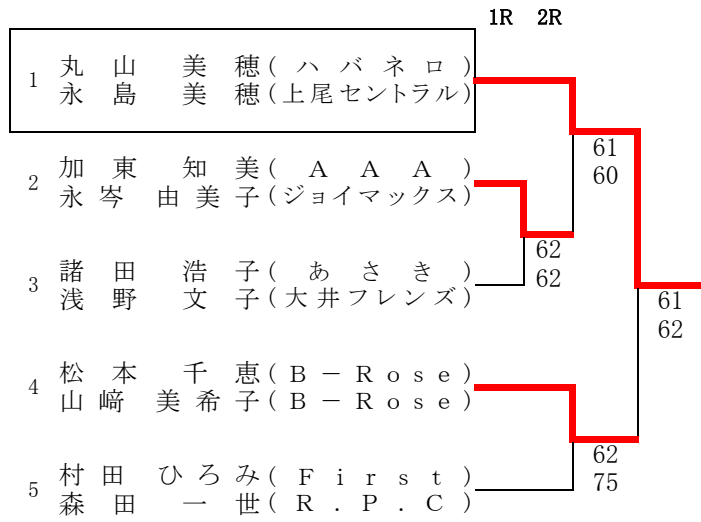 1R 2R
1 丸山 美穂(ハバネロ)
永島 美穂(上尾セントラル)
61
60
2 加東 知美(AAA)
永岑 由美子(ジョイマックス)
62
62
3 諸田 浩子(あさき)
浅野 文子(大井フレンズ)
61
62
4 松本 千恵(B－Rose)
山﨑 美希子(B－Rose)
62
75
5 村田 ひろみ(First)
森田 一世(R.P.C)